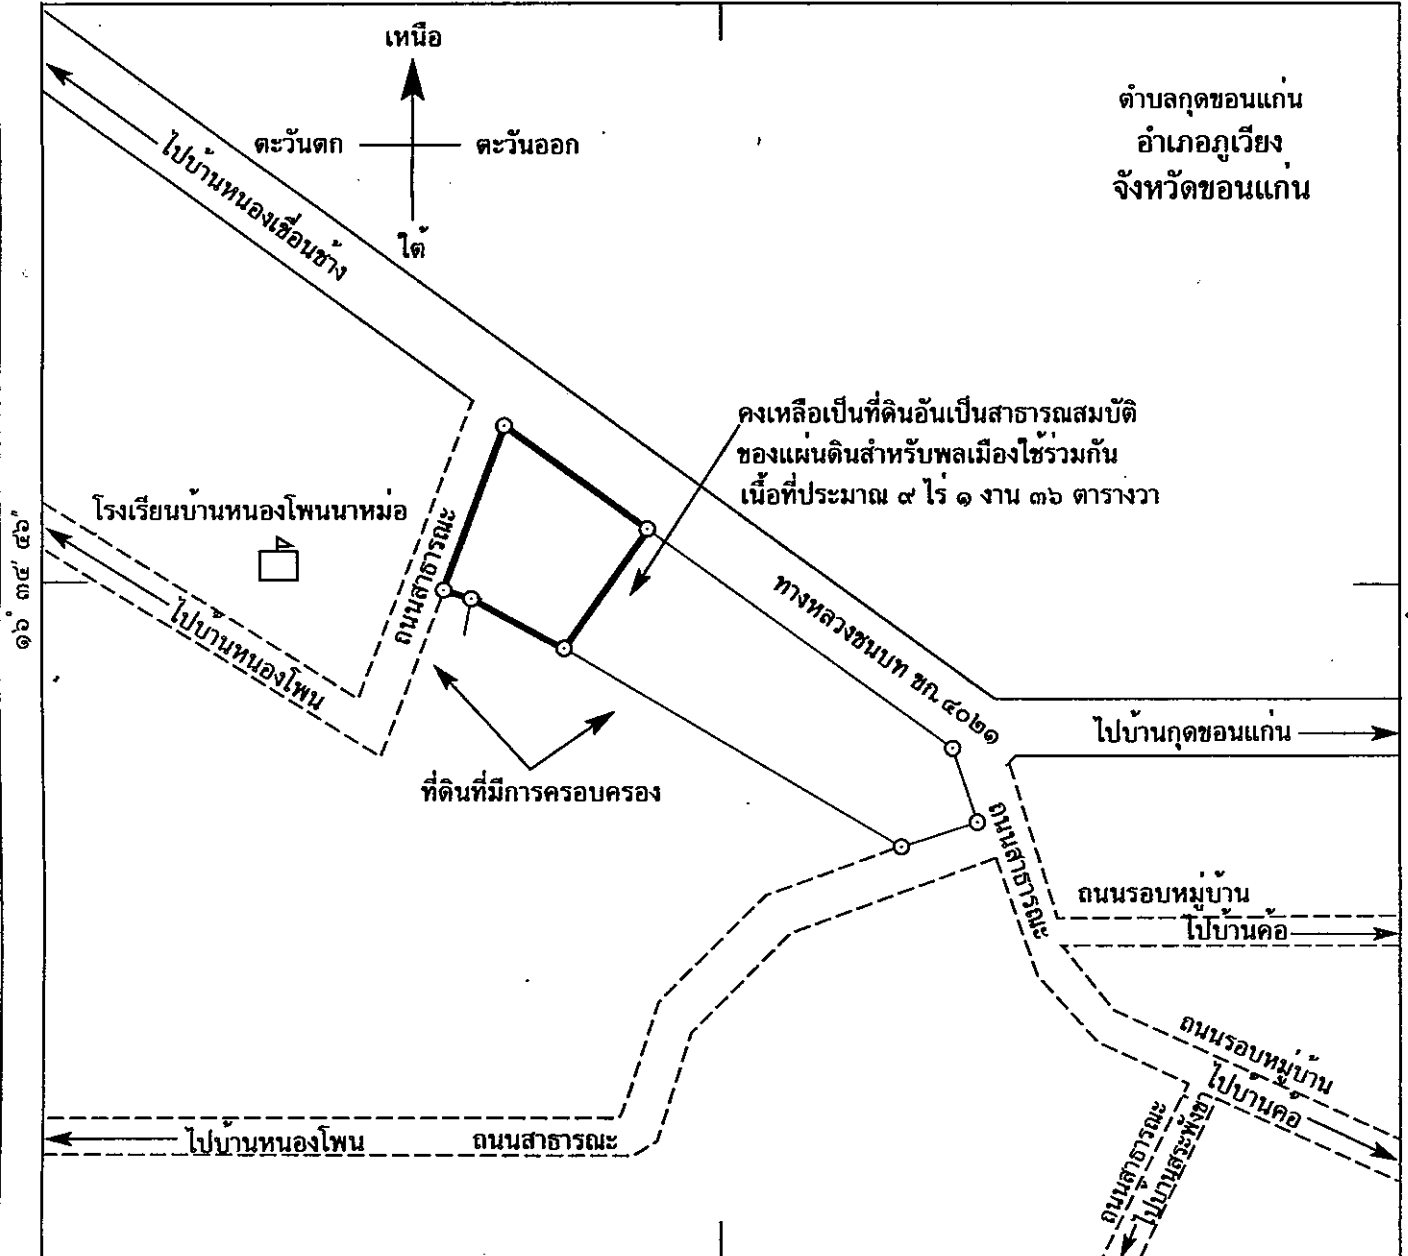 เหนือ
ตะวันตก
ตะวันออก
ใต้
ตำบลกุดขอนแก่น
อำเภอภูเวียง
จังหวัดขอนแก่น
ไปบ้านหนองเขื่อนช้าง
คงเหลือเป็นที่ดินอันเป็นสาธารณสมบัติ
ของแผ่นดินสำหรับพลเมืองใช้ร่วมกัน
เนื้อที่ประมาณ ๙ ไร่ ๑ งาน ๓๖ ตารางวา
โรงเรียนบ้านหนองโพนนาหม่อ
ถนนสาธารณะ
๑๖° ๓๔' ๔๖"
ไปบ้านหนองโพน
ทางหลวงชนบท ขก.๔๐๒๑
ไปบ้านกุดขอนแก่น
ที่ดินที่มีการครอบครอง
ถนนสาธารณะ
ถนนรอบหมู่บ้าน
ไปบ้านค้อ
ถนนรอบหมู่บ้าน
ไปบ้านค้อ
ไปบ้านหนองโพน
ถนนสาธารณะ
ถนนสาธารณะ
ไปบ้านสระพังขา